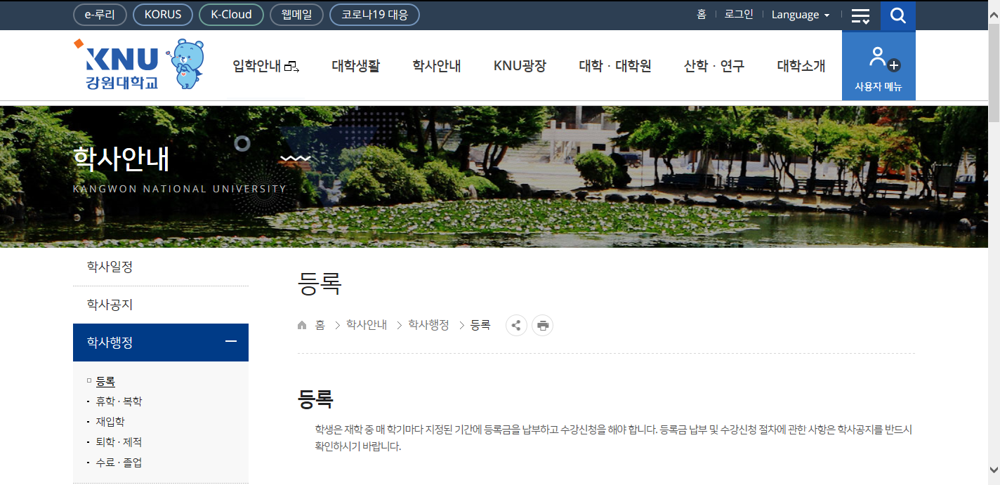 e-루리 KORUS K-Cloud 웹메일 코로나19 대응 홈 로그인 Language
KNU
강원대학교
입학안내 대학생활 학사안내 KNU광장 대학 · 대학원 산학 · 연구 대학소개
사용자 메뉴
학사안내
KANGWON NATIONAL UNIVERSITY
학사일정
학사공지
학사행정
등록
휴학 · 복학
재입학
퇴학 · 제적
수료 · 졸업
등록
홈 학사안내 학사행정 등록
등록
학생은 재학 중 매 학기마다 지정된 기간에 등록금을 납부하고 수강신청을 해야 합니다. 등록금 납부 및 수강신청 절차에 관한 사항은 학사공지를 반드시
확인하시기 바랍니다.